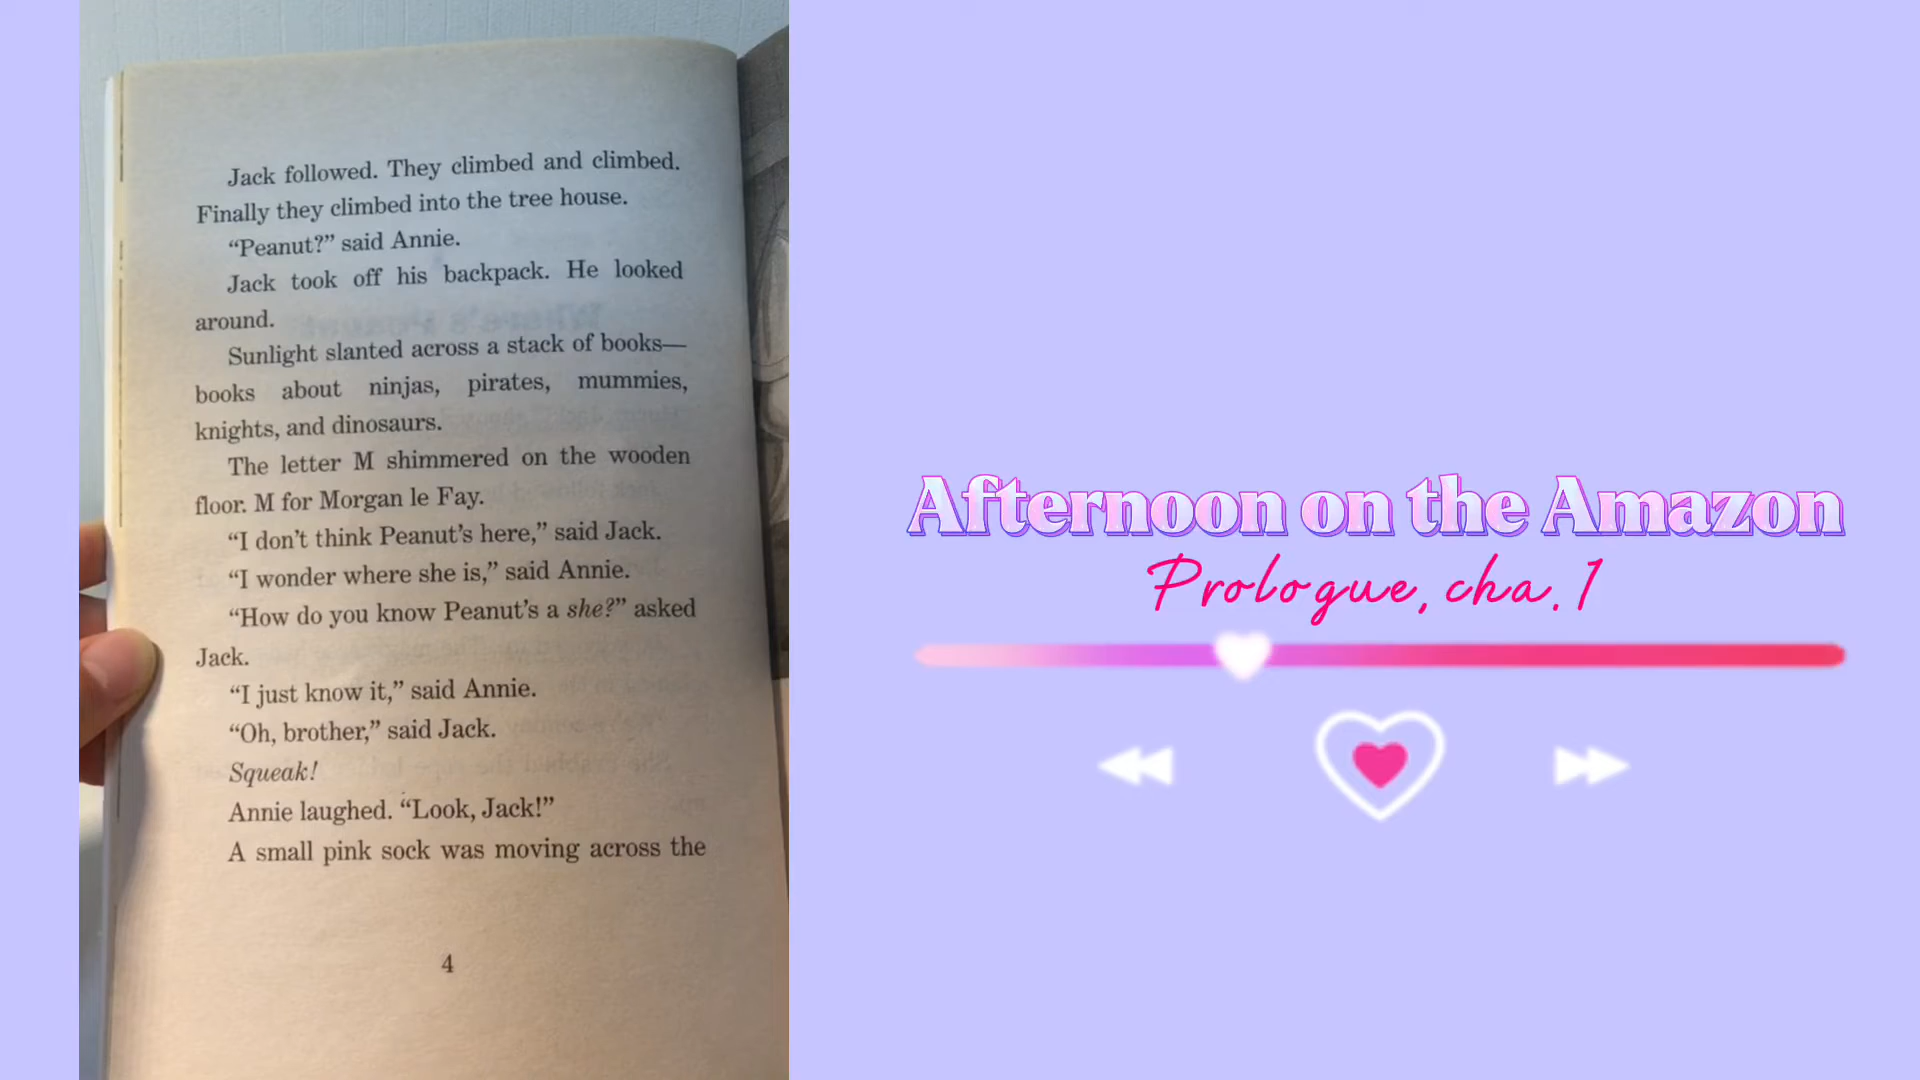 Jack followed. They climbed and climbed.
Finally they climbed into the tree house.
“Peanut?” said Annie.
Jack took off his backpack. He looked
around.
Sunlight slanted across a stack of books—
books about ninjas, pirates, mummies,
knights, and dinosaurs.
The letter M shimmered on the wooden
floor. M for Morgan le Fay.
“I don’t think Peanut’s here,” said Jack.
“I wonder where she is,” said Annie.
“How do you know Peanut’s a she?” asked
Jack.
“I just know it,” said Annie.
“Oh, brother,” said Jack.
Squeak!
Annie laughed. “Look, Jack!”
A small pink sock was moving across the
4
Afternoon on the Amazon
Prologue, cha. 1